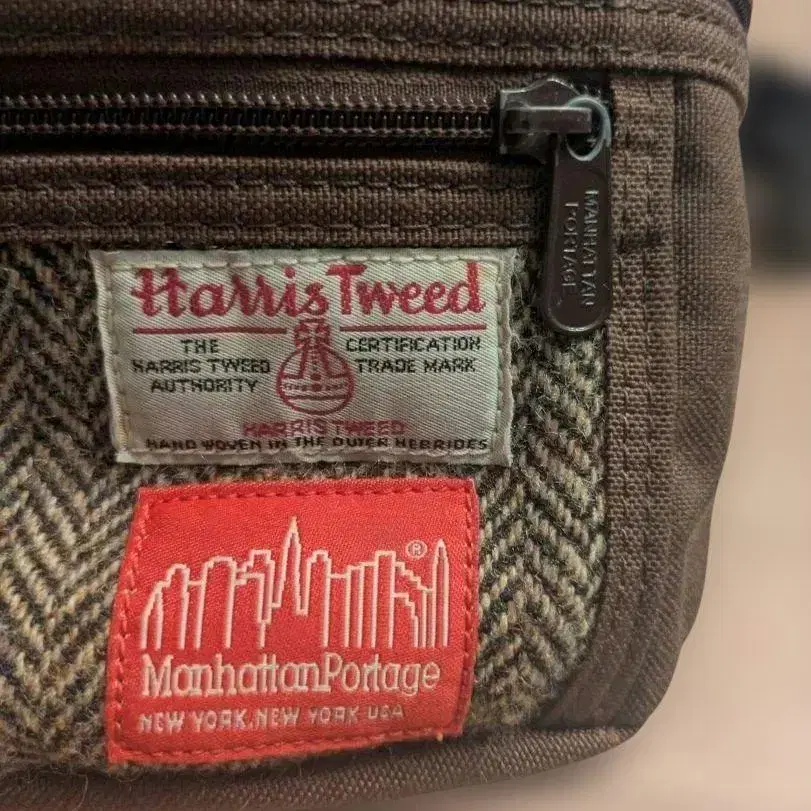 MANHATTAN
PORTAGE
Harris Tweed
THE
HARRIS TWEED
AUTHORITY
CERTIFICATION
TRADE MARK
HARRIS TWEED
HAND WOVEN IN THE OUTER HEBRIDES
®
ManhattanPortage
NEW YORK, NEW YORK USA